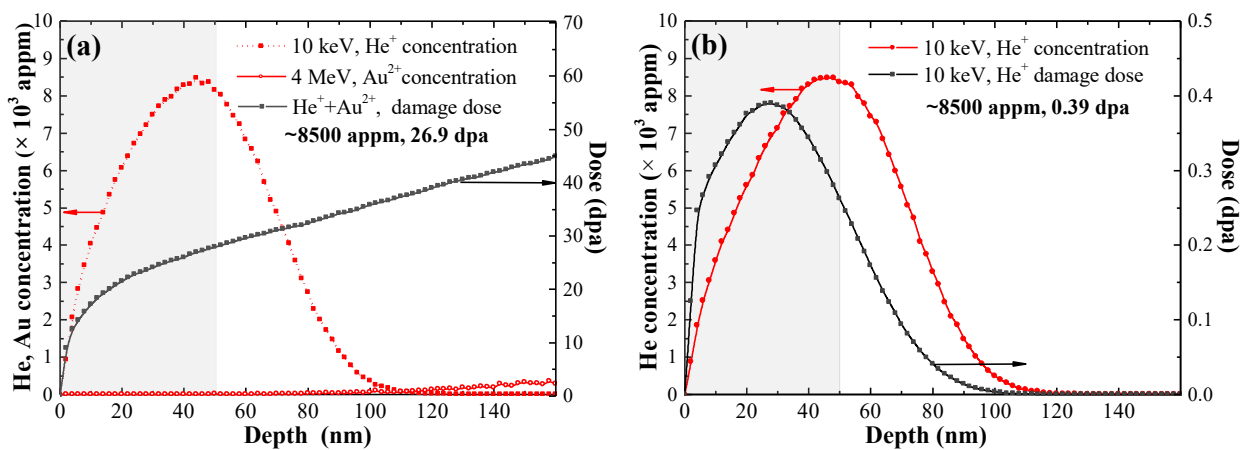 (a)
10 keV, He⁺ concentration
4 MeV, Au²⁺ concentration
He⁺+Au²⁺, damage dose
~8500 appm, 26.9 dpa
He, Au concentration (× 10³ appm)
10
9
8
7
6
5
4
3
2
1
0
0 20 40 60 80 100 120 140
Depth (nm)
70
60
50
40
30
20
10
0
Dose (dpa)
(b)
10 keV, He⁺ concentration
10 keV, He⁺ damage dose
~8500 appm, 0.39 dpa
He concentration (× 10³ appm)
10
9
8
7
6
5
4
3
2
1
0
0 20 40 60 80 100 120 140
Depth (nm)
0.5
0.4
0.3
0.2
0.1
0.0
Dose (dpa)